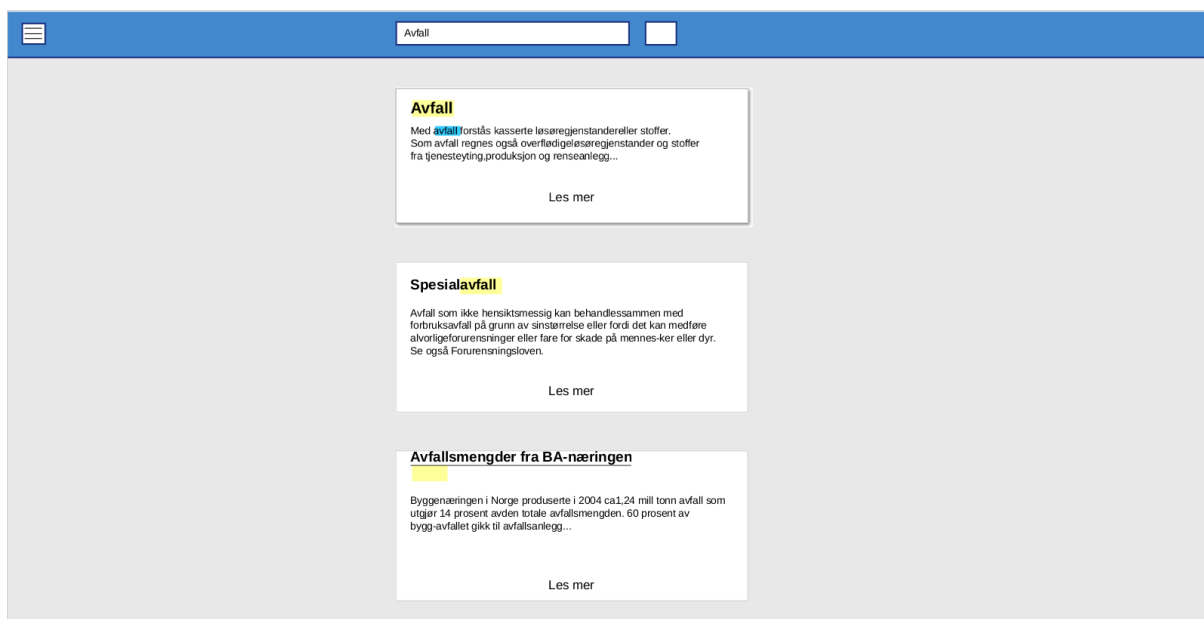 Avfall
Avfall
Med avfall forstås kasserte løsøregjenstandereller stoffer.
Som avfall regnes også overflødigeløsøregjenstander og stoffer
fra tjenesteyting,produksjon og renseanlegg...
Les mer
Spesialavfall
Avfall som ikke hensiktsmessig kan behandlessammen med
forbruksavfall på grunn av sinstørrelse eller fordi det kan medføre
alvorligeforurensninger eller fare for skade på mennes-ker eller dyr.
Se også Forurensningsloven.
Les mer
Avfallsmengder fra BA-næringen
Byggenæringen i Norge produserte i 2004 ca1,24 mill tonn avfall som
utgjør 14 prosent avden totale avfallsmengden. 60 prosent av
bygg-avfallet gikk til avfallsanlegg...
Les mer